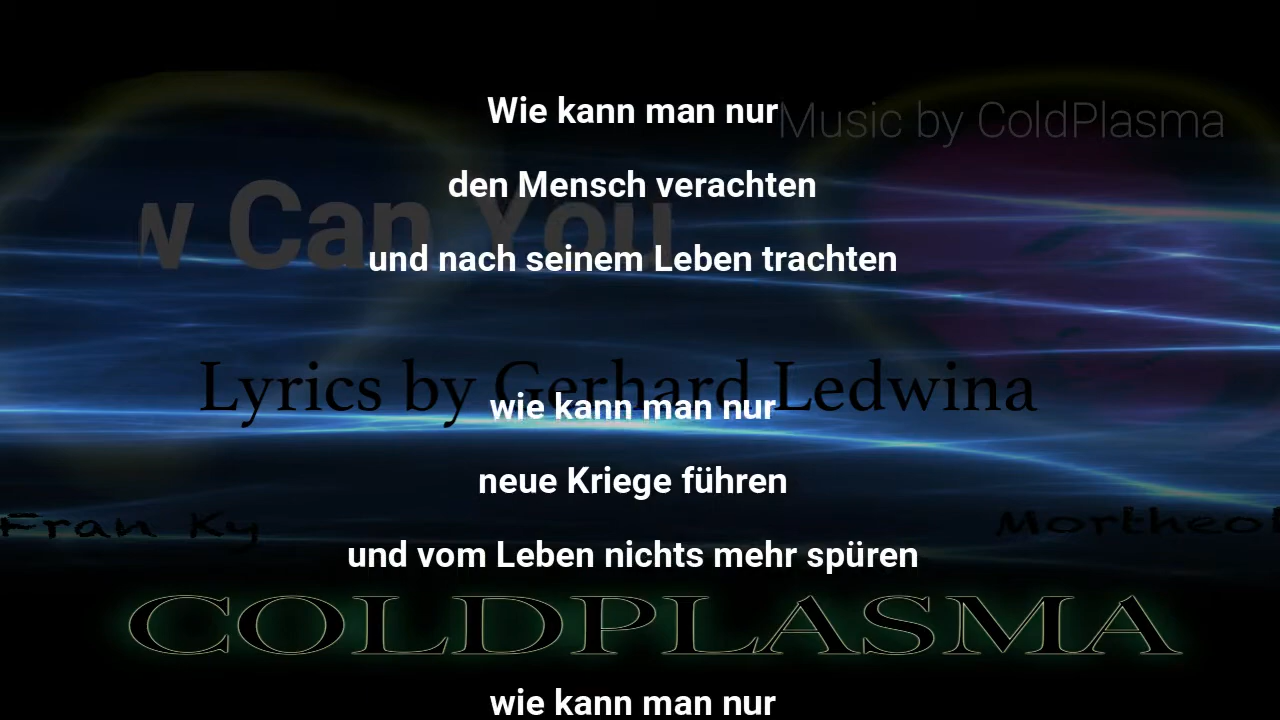 Wie kann man nur
Music by ColdPlasma
den Mensch verachten
w Can You
und nach seinem Leben trachten
Lyrics by Gerhard Ledwina
wie kann man nur
neue Kriege führen
Fran Ky
und vom Leben nichts mehr spüren
COLDPLASMA
wie kann man nur